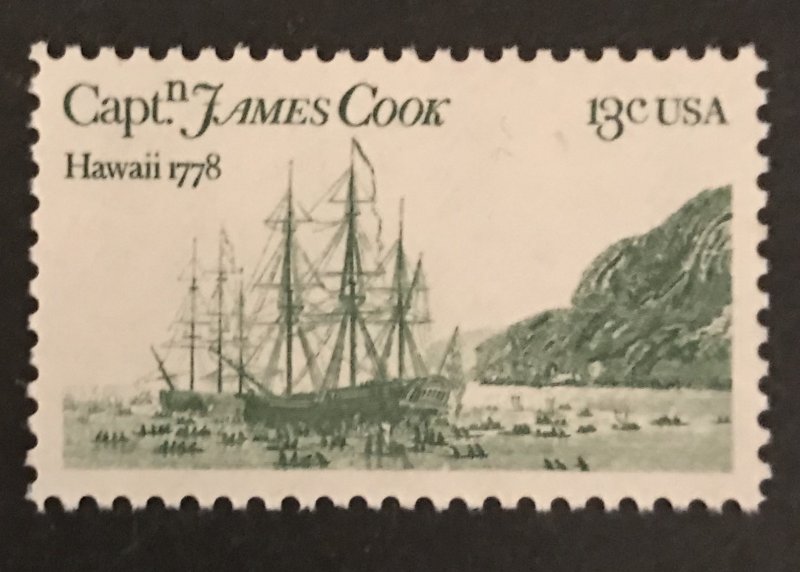 Capt.n JAMES COOK 13c USA
Hawaii 1778